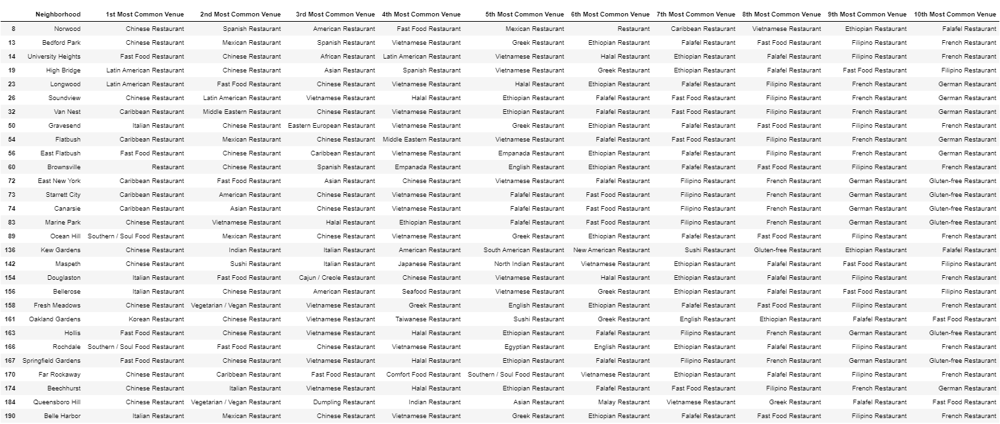 Neighborhood 1st Most Common Venue 2nd Most Common Venue 3rd Most Common Venue 4th Most Common Venue 5th Most Common Venue 6th Most Common Venue 7th Most Common Venue 8th Most Common Venue 9th Most Common Venue 10th Most Common Venue
8 Norwood Chinese Restaurant Spanish Restaurant American Restaurant Fast Food Restaurant Mexican Restaurant Restaurant Caribbean Restaurant Vietnamese Restaurant Ethiopian Restaurant Falafel Restaurant
13 Bedford Park Chinese Restaurant Mexican Restaurant Spanish Restaurant Vietnamese Restaurant Greek Restaurant Ethiopian Restaurant Falafel Restaurant Fast Food Restaurant Filipino Restaurant French Restaurant
14 University Heights Fast Food Restaurant Chinese Restaurant African Restaurant Latin American Restaurant Vietnamese Restaurant Halal Restaurant Ethiopian Restaurant Falafel Restaurant Filipino Restaurant French Restaurant
19 High Bridge Latin American Restaurant Chinese Restaurant Asian Restaurant Spanish Restaurant Vietnamese Restaurant Greek Restaurant Ethiopian Restaurant Falafel Restaurant Fast Food Restaurant Filipino Restaurant
23 Longwood Latin American Restaurant Fast Food Restaurant Chinese Restaurant Vietnamese Restaurant Halal Restaurant Ethiopian Restaurant Falafel Restaurant Filipino Restaurant French Restaurant German Restaurant
26 Soundview Chinese Restaurant Latin American Restaurant Vietnamese Restaurant Halal Restaurant Ethiopian Restaurant Falafel Restaurant Fast Food Restaurant Filipino Restaurant French Restaurant German Restaurant
32 Van Nest Caribbean Restaurant Middle Eastern Restaurant Chinese Restaurant Vietnamese Restaurant Ethiopian Restaurant Falafel Restaurant Fast Food Restaurant Filipino Restaurant French Restaurant German Restaurant
50 Gravesend Italian Restaurant Chinese Restaurant Eastern European Restaurant Vietnamese Restaurant Greek Restaurant Ethiopian Restaurant Falafel Restaurant Fast Food Restaurant Filipino Restaurant French Restaurant
54 Flatbush Caribbean Restaurant Mexican Restaurant Chinese Restaurant Middle Eastern Restaurant Vietnamese Restaurant Falafel Restaurant Fast Food Restaurant Filipino Restaurant French Restaurant German Restaurant
56 East Flatbush Fast Food Restaurant Chinese Restaurant Caribbean Restaurant Vietnamese Restaurant Empanada Restaurant Ethiopian Restaurant Falafel Restaurant Filipino Restaurant French Restaurant German Restaurant
60 Brownsville Restaurant Chinese Restaurant Spanish Restaurant Empanada Restaurant English Restaurant Ethiopian Restaurant Falafel Restaurant Fast Food Restaurant Filipino Restaurant French Restaurant
72 East New York Caribbean Restaurant Fast Food Restaurant Asian Restaurant Chinese Restaurant Vietnamese Restaurant Falafel Restaurant Filipino Restaurant French Restaurant German Restaurant Gluten-free Restaurant
73 Starrett City Caribbean Restaurant American Restaurant Chinese Restaurant Vietnamese Restaurant Falafel Restaurant Fast Food Restaurant Filipino Restaurant French Restaurant German Restaurant Gluten-free Restaurant
74 Canarsie Caribbean Restaurant Asian Restaurant Chinese Restaurant Vietnamese Restaurant Falafel Restaurant Fast Food Restaurant Filipino Restaurant French Restaurant German Restaurant Gluten-free Restaurant
83 Marine Park Chinese Restaurant Vietnamese Restaurant Halal Restaurant Ethiopian Restaurant Falafel Restaurant Fast Food Restaurant Filipino Restaurant French Restaurant German Restaurant Gluten-free Restaurant
89 Ocean Hill Southern / Soul Food Restaurant Mexican Restaurant Chinese Restaurant Vietnamese Restaurant Greek Restaurant Ethiopian Restaurant Falafel Restaurant Fast Food Restaurant Filipino Restaurant French Restaurant
136 Kew Gardens Chinese Restaurant Indian Restaurant Italian Restaurant American Restaurant South American Restaurant New American Restaurant Sushi Restaurant Gluten-free Restaurant Ethiopian Restaurant Falafel Restaurant
142 Maspeth Chinese Restaurant Sushi Restaurant Italian Restaurant Japanese Restaurant North Indian Restaurant Vietnamese Restaurant Ethiopian Restaurant Falafel Restaurant Fast Food Restaurant Filipino Restaurant
154 Douglaston Italian Restaurant Fast Food Restaurant Cajun / Creole Restaurant Chinese Restaurant Vietnamese Restaurant Halal Restaurant Ethiopian Restaurant Falafel Restaurant Filipino Restaurant French Restaurant
156 Bellerose Italian Restaurant Chinese Restaurant American Restaurant Seafood Restaurant Vietnamese Restaurant Greek Restaurant Ethiopian Restaurant Falafel Restaurant Fast Food Restaurant Filipino Restaurant
158 Fresh Meadows Chinese Restaurant Vegetarian / Vegan Restaurant Vietnamese Restaurant Greek Restaurant English Restaurant Ethiopian Restaurant Falafel Restaurant Fast Food Restaurant Filipino Restaurant French Restaurant
161 Oakland Gardens Korean Restaurant Chinese Restaurant Vietnamese Restaurant Taiwanese Restaurant Sushi Restaurant Greek Restaurant English Restaurant Ethiopian Restaurant Falafel Restaurant Fast Food Restaurant
163 Hollis Fast Food Restaurant Chinese Restaurant Vietnamese Restaurant Halal Restaurant Ethiopian Restaurant Falafel Restaurant Filipino Restaurant French Restaurant German Restaurant Gluten-free Restaurant
166 Rochdale Southern / Soul Food Restaurant Fast Food Restaurant Chinese Restaurant Vietnamese Restaurant Egyptian Restaurant English Restaurant Ethiopian Restaurant Falafel Restaurant Filipino Restaurant French Restaurant
167 Springfield Gardens Fast Food Restaurant Chinese Restaurant Vietnamese Restaurant Halal Restaurant Ethiopian Restaurant Falafel Restaurant Filipino Restaurant French Restaurant German Restaurant Gluten-free Restaurant
170 Far Rockaway Chinese Restaurant Caribbean Restaurant Fast Food Restaurant Comfort Food Restaurant Southern / Soul Food Restaurant Vietnamese Restaurant Ethiopian Restaurant Falafel Restaurant Filipino Restaurant French Restaurant
174 Beechhurst Chinese Restaurant Italian Restaurant Vietnamese Restaurant Halal Restaurant Ethiopian Restaurant Falafel Restaurant Fast Food Restaurant Filipino Restaurant French Restaurant German Restaurant
184 Queensboro Hill Chinese Restaurant Vegetarian / Vegan Restaurant Dumpling Restaurant Indian Restaurant Asian Restaurant Malay Restaurant Vietnamese Restaurant Greek Restaurant Falafel Restaurant Fast Food Restaurant
190 Belle Harbor Italian Restaurant Mexican Restaurant Chinese Restaurant Vietnamese Restaurant Greek Restaurant Ethiopian Restaurant Falafel Restaurant Fast Food Restaurant Filipino Restaurant French Restaurant